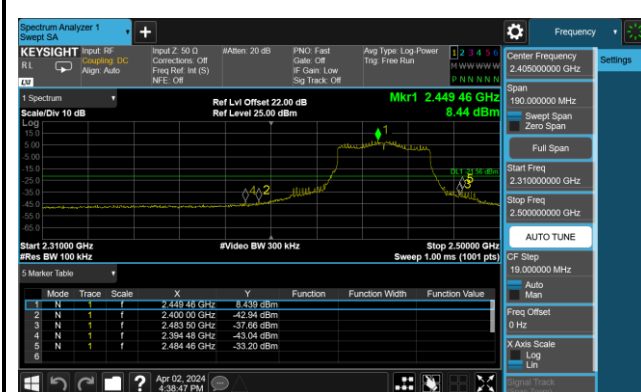 Spectrum Analyzer 1
Swept SA
+
Frequency
KEYSIGHT Input: RF Input Z: 50 Ω #Atten: 20 dB PNO: Fast Avg Type: Log-Power 1 2 3 4 5 6
RL Coupling: DC Corrections: Off Gate: Off Trig: Free Run M W W W W W
Align: Auto Freq Ref: Int (S) IF Gain: Low
NFE: Off Sig Track: Off P N N N N N
LXI
Center Frequency
2.405000000 GHz
Settings
1 Spectrum
Ref Lvl Offset 22.00 dB Mkr1 2.449 46 GHz
Scale/Div 10 dB Ref Level 25.00 dBm 8.44 dBm
Log
15.0
5.00
-5.00
-15.0
-25.0
-35.0
-45.0
-55.0
-65.0
1
4 2
5
3
Start 2.31000 GHz #Video BW 300 kHz Stop 2.50000 GHz
#Res BW 100 kHz Sweep 1.00 ms (1001 pts)
Span
190.000000 MHz
Swept Span
Zero Span
Full Span
Start Freq
2.310000000 GHz
Stop Freq
2.500000000 GHz
AUTO TUNE
CF Step
19.000000 MHz
Auto
Man
Freq Offset
0 Hz
X Axis Scale
Log
Lin
Signal Track
5 Marker Table
Mode Trace Scale X Y Function Function Width Function Value
1 N 1 f 2.449 46 GHz 8.439 dBm
2 N 1 f 2.400 00 GHz -42.94 dBm
3 N 1 f 2.483 50 GHz -37.66 dBm
4 N 1 f 2.394 48 GHz -43.04 dBm
5 N 1 f 2.484 46 GHz -33.20 dBm
6
? Apr 02, 2024
4:38:47 PM